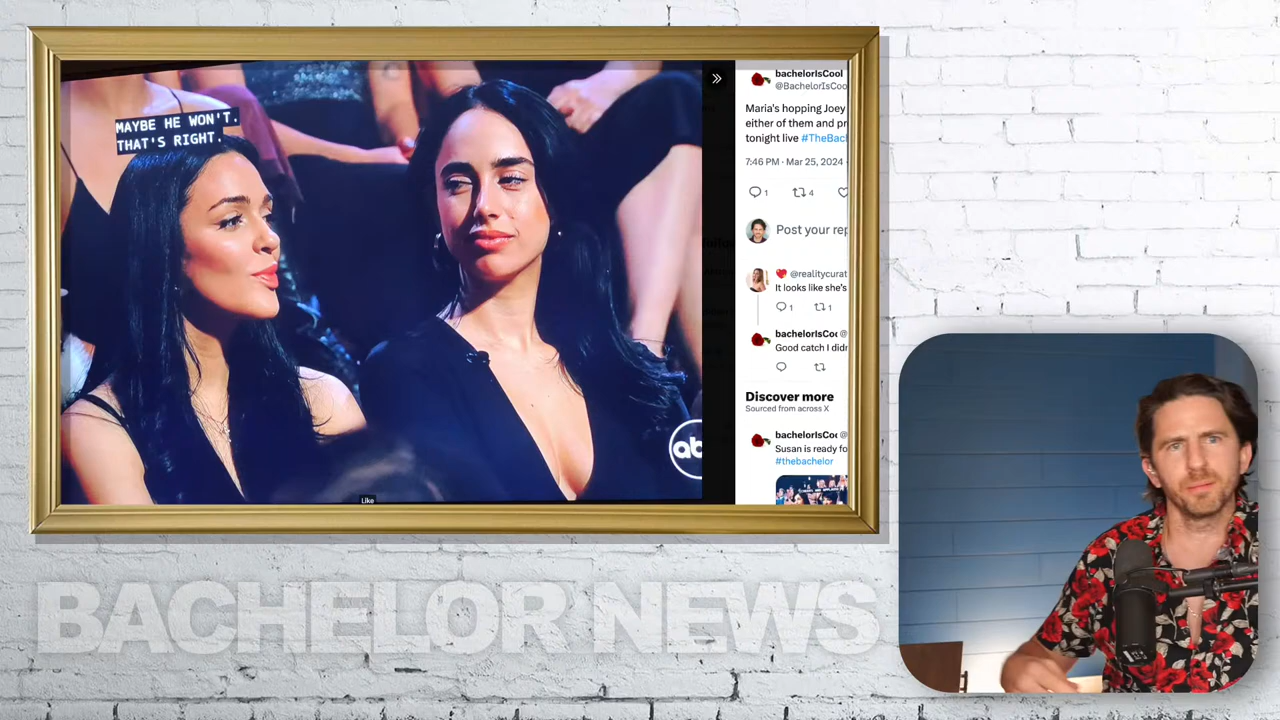 MAYBE HE WON'T.
THAT'S RIGHT.
abc
Like
bachelorIsCool
@BachelorIsCoo
Maria's hopping Joey
either of them and pr
tonight live #TheBach
7:46 PM · Mar 25, 2024
1
4
Post your rep
@realitycurat
It looks like she's
1
1
bachelorIsCoo @
Good catch I didn
Discover more
Sourced from across X
bachelorIsCoo @
Susan is ready fo
#thebachelor
BACHELOR NEWS